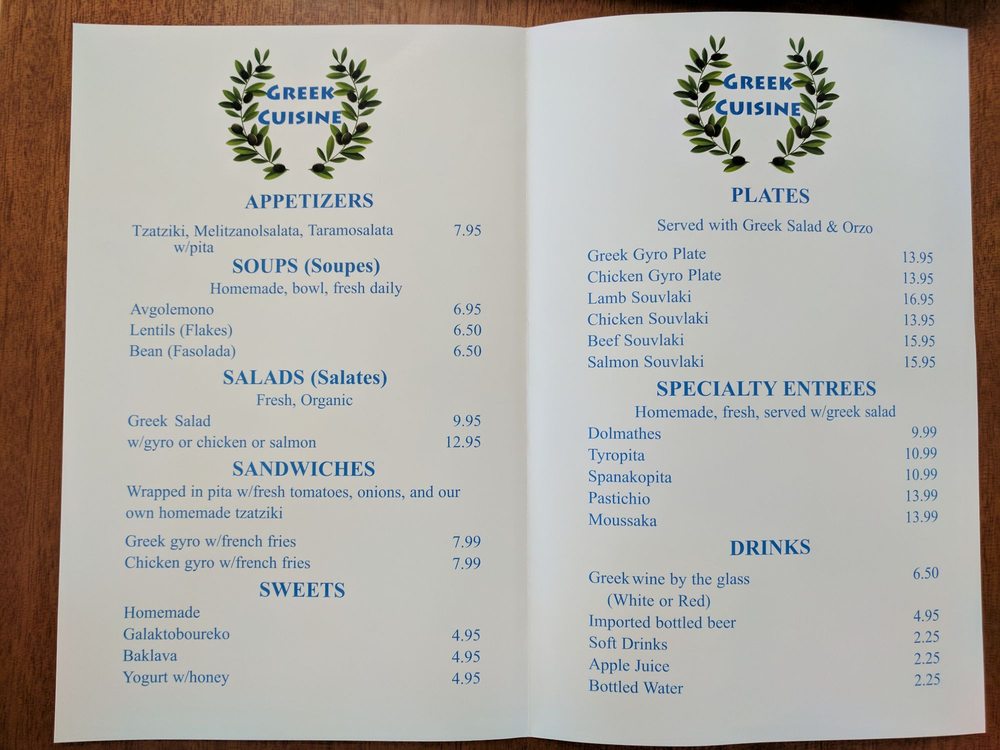 GREEK
CUISINE
APPETIZERS
Tzatziki, Melitzanolsalata, Taramosalata 7.95
w/pita
SOUPS (Soupes)
Homemade, bowl, fresh daily
Avgolemono 6.95
Lentils (Flakes) 6.50
Bean (Fasolada) 6.50
SALADS (Salates)
Fresh, Organic
Greek Salad 9.95
w/gyro or chicken or salmon 12.95
SANDWICHES
Wrapped in pita w/fresh tomatoes, onions, and our
own homemade tzatziki
Greek gyro w/french fries 7.99
Chicken gyro w/french fries 7.99
SWEETS
Homemade
Galaktoboureko 4.95
Baklava 4.95
Yogurt w/honey 4.95
GREEK
CUISINE
PLATES
Served with Greek Salad & Orzo
Greek Gyro Plate 13.95
Chicken Gyro Plate 13.95
Lamb Souvlaki 16.95
Chicken Souvlaki 13.95
Beef Souvlaki 15.95
Salmon Souvlaki 15.95
SPECIALTY ENTREES
Homemade, fresh, served w/greek salad
Dolmathes 9.99
Tyropita 10.99
Spanakopita 10.99
Pastichio 13.99
Moussaka 13.99
DRINKS
Greek wine by the glass 6.50
(White or Red)
Imported bottled beer 4.95
Soft Drinks 2.25
Apple Juice 2.25
Bottled Water 2.25